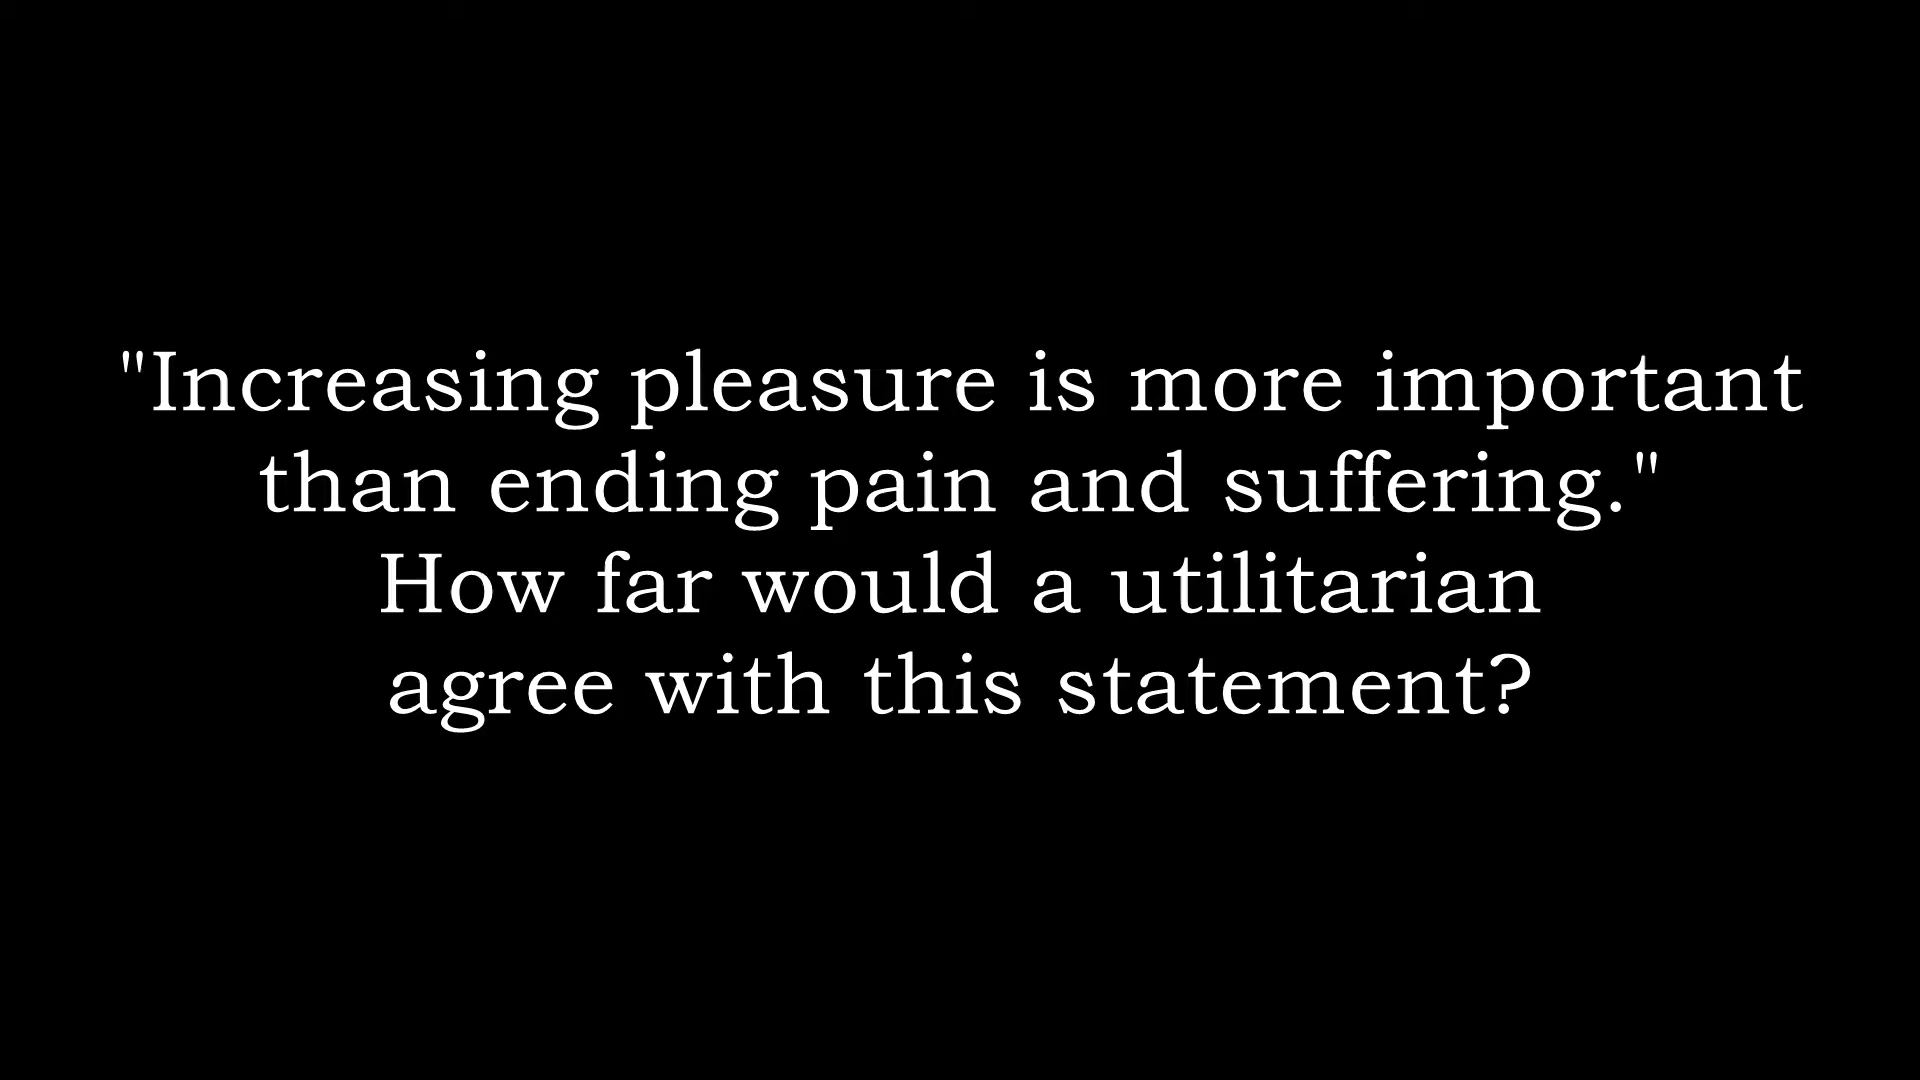 "Increasing pleasure is more important
than ending pain and suffering."
How far would a utilitarian
agree with this statement?